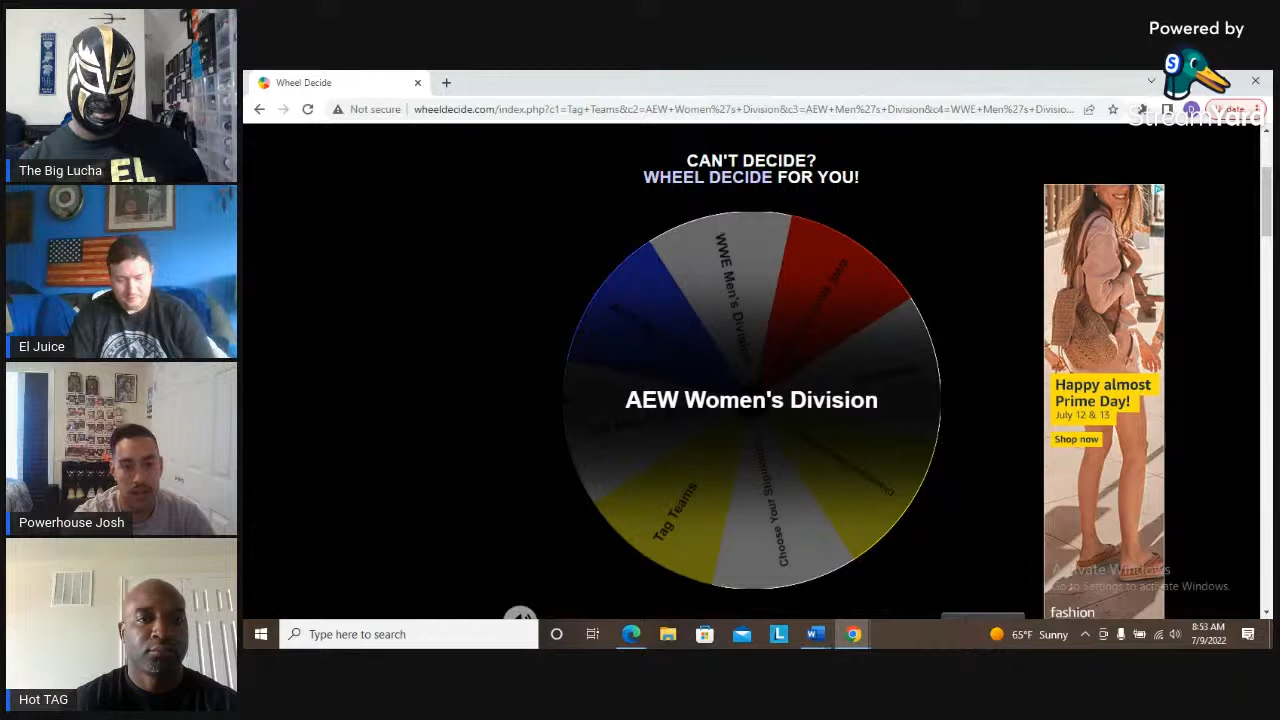 Powered by
StreamYard
EL
The Big Lucha
El Juice
Powerhouse Josh
Hot TAG
Wheel Decide
Not secure
wheeldecide.com/index.php?c1=Tag+Teams&c2=AEW+Women%27s+Division&c3=AEW+Men%27s+Division&c4=WWE+Men%27s+Divisio...
CAN'T DECIDE?
WHEEL DECIDE FOR YOU!
WWE Men's Division
AEW Women's Division
Tag Teams
Choose Your
Happy almost
Prime Day!
July 12 & 13
Shop now
Activate Windows
Go to Settings to activate Windows.
fashion
Type here to search
65°F Sunny
8:53 AM
7/9/2022